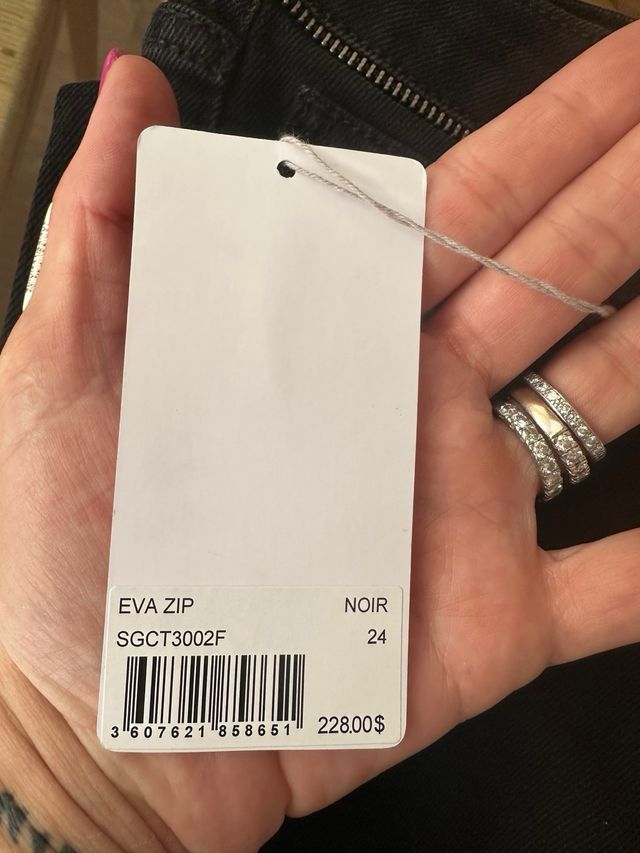 EVA ZIP NOIR
SGCT3002F 24
3 607621 858651 228.00$